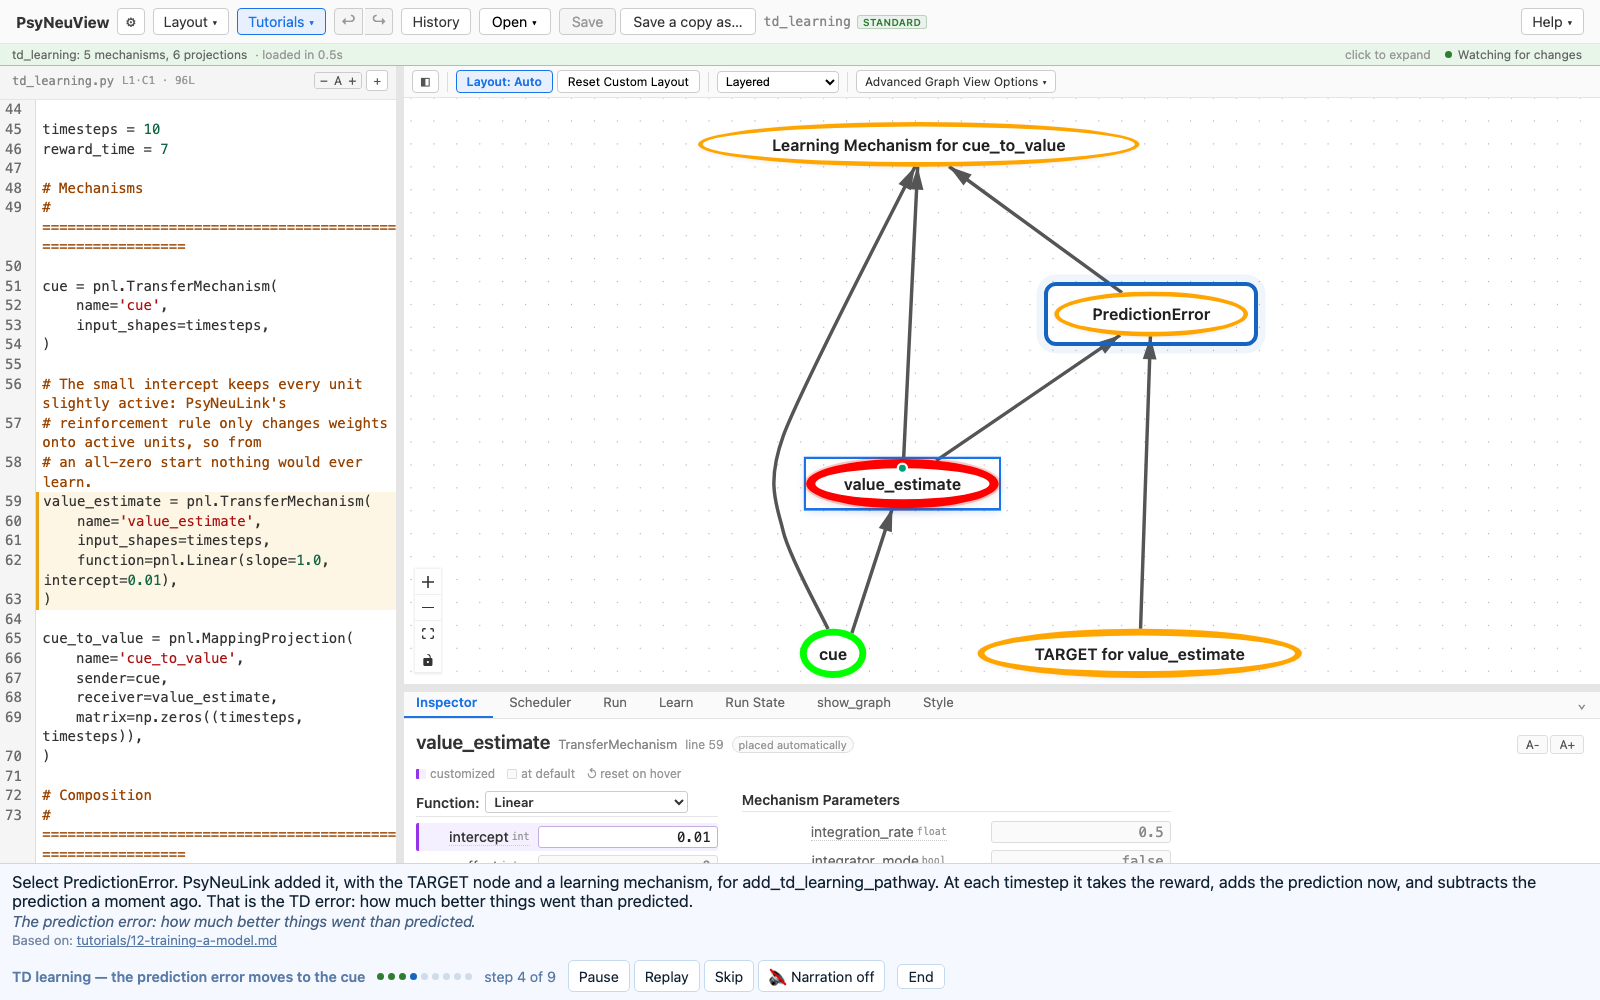 PsyNeuView ⚙ Layout ▾ Tutorials ▾ ↩ ↪ History Open ▾ Save Save a copy as... td_learning STANDARD Help ▾
td_learning: 5 mechanisms, 6 projections · loaded in 0.5s click to expand ● Watching for changes
td_learning.py L1:C1 · 96L − A + +
Layout: Auto Reset Custom Layout Layered Advanced Graph View Options ▾
44
45 timesteps = 10
46 reward_time = 7
47
48 # Mechanisms
49 #
==========================================
=================
50
51 cue = pnl.TransferMechanism(
52 name='cue',
53 input_shapes=timesteps,
54 )
55
56 # The small intercept keeps every unit
slightly active: PsyNeuLink's
57 # reinforcement rule only changes weights
onto active units, so from
58 # an all-zero start nothing would ever
learn.
59 value_estimate = pnl.TransferMechanism(
60 name='value_estimate',
61 input_shapes=timesteps,
62 function=pnl.Linear(slope=1.0,
intercept=0.01),
63 )
64
65 cue_to_value = pnl.MappingProjection(
66 name='cue_to_value',
67 sender=cue,
68 receiver=value_estimate,
69 matrix=np.zeros((timesteps,
timesteps)),
70 )
71
72 # Composition
73 #
==========================================
=================
Learning Mechanism for cue_to_value
PredictionError
value_estimate
cue
TARGET for value_estimate
Inspector Scheduler Run Learn Run State show_graph Style
value_estimate TransferMechanism line 59 placed automatically A- A+
customized at default reset on hover
Function: Linear
intercept int 0.01
Mechanism Parameters
integration_rate float 0.5
integrator_mode bool false
Select PredictionError. PsyNeuLink added it, with the TARGET node and a learning mechanism, for add_td_learning_pathway. At each timestep it takes the reward, adds the prediction now, and subtracts the
prediction a moment ago. That is the TD error: how much better things went than predicted.
The prediction error: how much better things went than predicted.
Based on: tutorials/12-training-a-model.md
TD learning — the prediction error moves to the cue step 4 of 9 Pause Replay Skip Narration off End